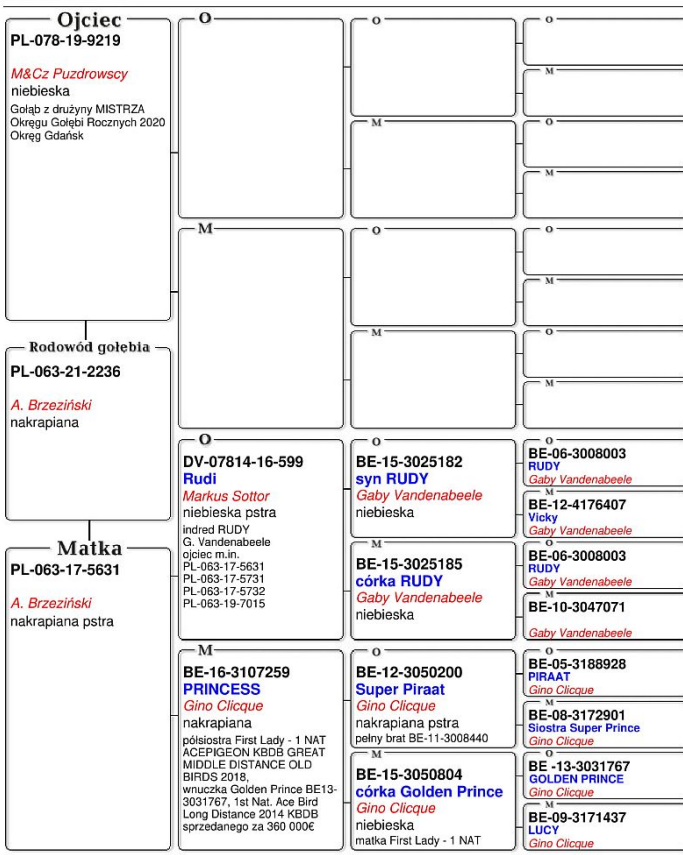 Ojciec
PL-078-19-9219
M&Cz Puzdrowscy
niebieska
Gołąb z drużyny MISTRZA
Okręgu Gołębi Rocznych 2020
Okręg Gdańsk
Rodowód gołębia
PL-063-21-2236
A. Brzeziński
nakrapiana
Matka
PL-063-17-5631
A. Brzeziński
nakrapiana pstra
O
M
O
DV-07814-16-599
Rudi
Markus Sottor
niebieska pstra
indred RUDY
G. Vandenabeele
ojciec m.in.
PL-063-17-5631
PL-063-17-5731
PL-063-17-5732
PL-063-19-7015
M
BE-16-3107259
PRINCESS
Gino Clicque
nakrapiana
półsiostra First Lady - 1 NAT
ACEPIGEON KBDB GREAT
MIDDLE DISTANCE OLD
BIRDS 2018,
wnuczka Golden Prince BE13-
3031767, 1st Nat. Ace Bird
Long Distance 2014 KBDB
sprzedanego za 360 000€
O
M
O
M
O
BE-15-3025182
syn RUDY
Gaby Vandenabeele
niebieska
M
BE-15-3025185
córka RUDY
Gaby Vandenabeele
niebieska
O
BE-12-3050200
Super Piraat
Gino Clicque
nakrapiana pstra
pełny brat BE-11-3008440
M
BE-15-3050804
córka Golden Prince
Gino Clicque
niebieska
matka First Lady - 1 NAT
O
M
O
M
O
M
O
M
O
BE-06-3008003
RUDY
Gaby Vandenabeele
M
BE-12-4176407
Vicky
Gaby Vandenabeele
O
BE-06-3008003
RUDY
Gaby Vandenabeele
M
BE-10-3047071
Gaby Vandenabeele
O
BE-05-3188928
PIRAAT
Gino Clicque
M
BE-08-3172901
Siostra Super Prince
Gino Clicque
O
BE -13-3031767
GOLDEN PRINCE
Gino Clicque
M
BE-09-3171437
LUCY
Gino Clicque